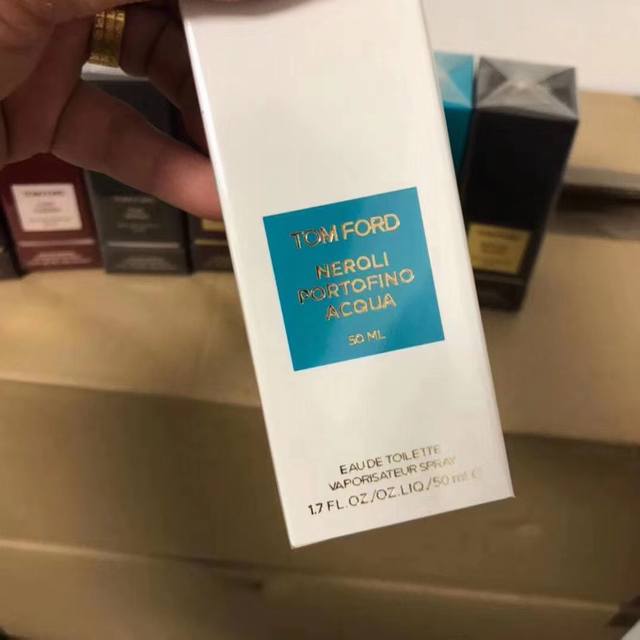 TOM FORD
NEROLI
PORTOFINO
ACQUA
50 ML
EAU DE TOILETTE
VAPORISATEUR SPRAY
1.7 FL.OZ./OZ.LIQ./50 ml e